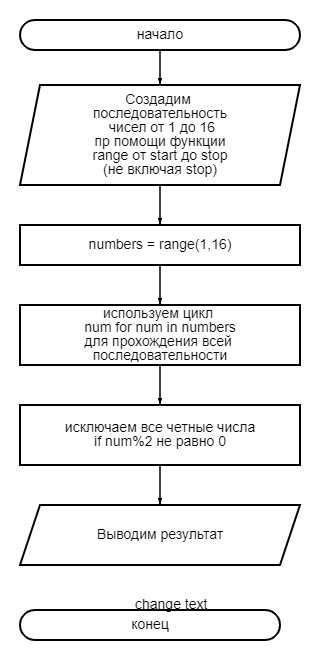 начало
Создадим
последовательность
чисел от 1 до 16
пр помощи функции
range от start до stop
(не включая stop)
numbers = range(1,16)
используем цикл
num for num in numbers
для прохождения всей
последовательности
исключаем все четные числа
if num%2 не равно 0
Выводим результат
change text
конец